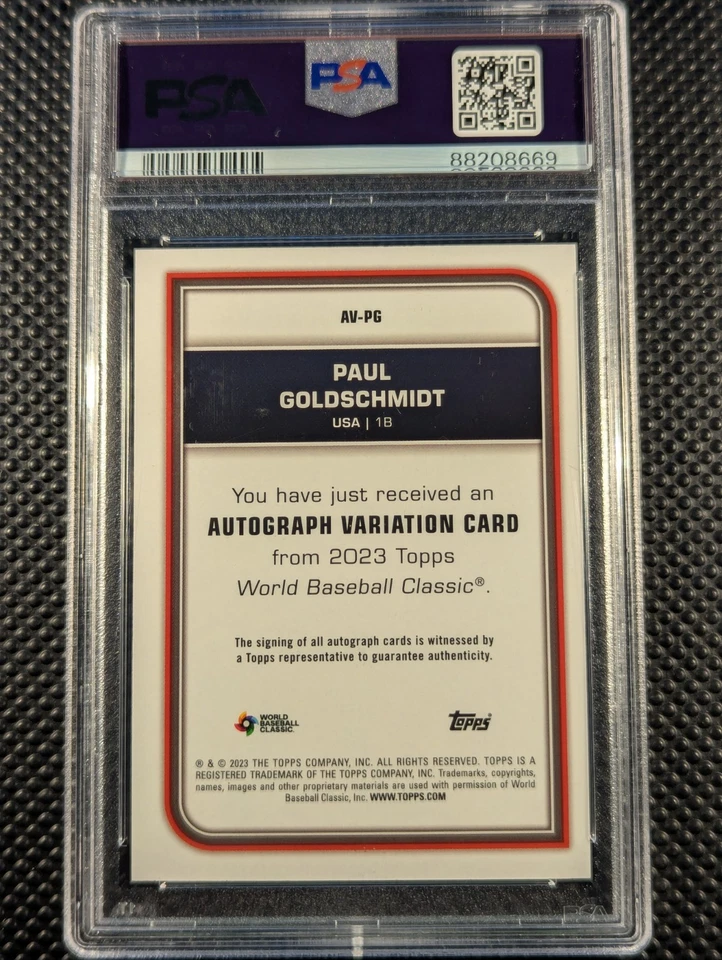 PSA
PSA
88208669
AV-PG
PAUL
GOLDSCHMIDT
USA | 1B
You have just received an
AUTOGRAPH VARIATION CARD
from 2023 Topps
World Baseball Classic®.
The signing of all autograph cards is witnessed by
a Topps representative to guarantee authenticity.
WORLD
BASEBALL
CLASSIC.
topps®
® & © 2023 THE TOPPS COMPANY, INC. ALL RIGHTS RESERVED. TOPPS IS A
REGISTERED TRADEMARK OF THE TOPPS COMPANY, INC. Trademarks, copyrights,
names, images and other proprietary materials are used with permission of World
Baseball Classic, Inc. WWW.TOPPS.COM
PSA